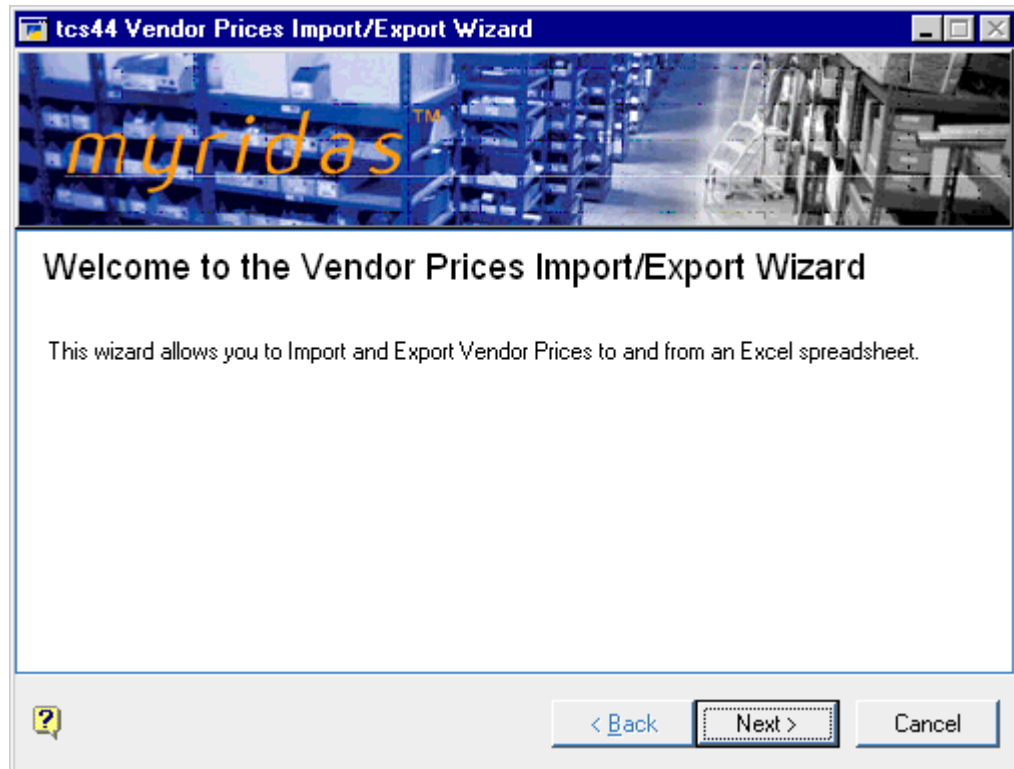 tcs44 Vendor Prices Import/Export Wizard
myridas™
Welcome to the Vendor Prices Import/Export Wizard
This wizard allows you to Import and Export Vendor Prices to and from an Excel spreadsheet.
?
< Back Next > Cancel